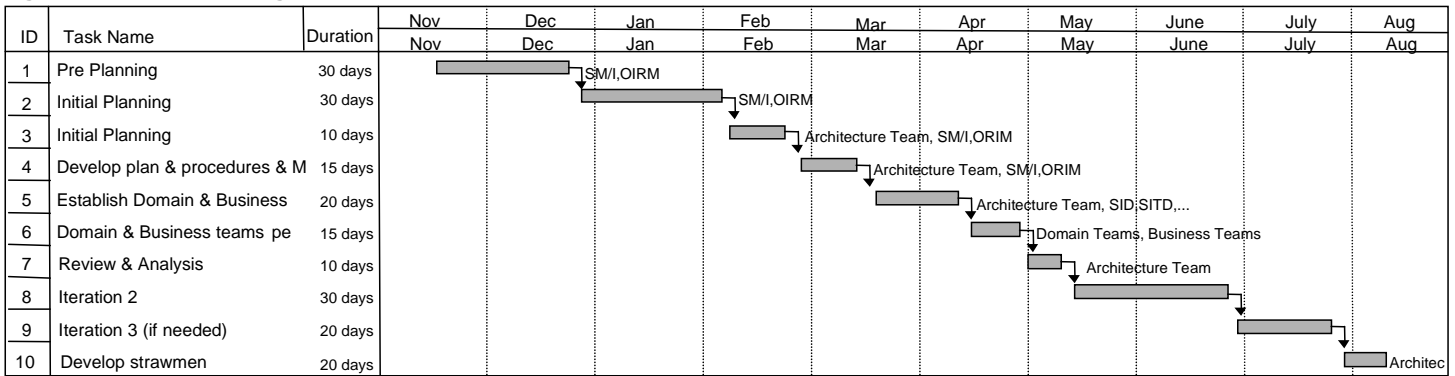 Nov Dec Jan Feb Mar Apr May June July Aug
ID Task Name Duration
Nov Dec Jan Feb Mar Apr May June July Aug
1 Pre Planning 30 days SM/I,OIRM
2 Initial Planning 30 days SM/I,OIRM
3 Initial Planning 10 days Architecture Team, SM/I,ORIM
4 Develop plan & procedures & M 15 days Architecture Team, SM/I,ORIM
5 Establish Domain & Business 20 days Architecture Team, SID,SITD,...
6 Domain & Business teams pe 15 days Domain Teams, Business Teams
7 Review & Analysis 10 days Architecture Team
8 Iteration 2 30 days
9 Iteration 3 (if needed) 20 days
10 Develop strawmen 20 days Architec